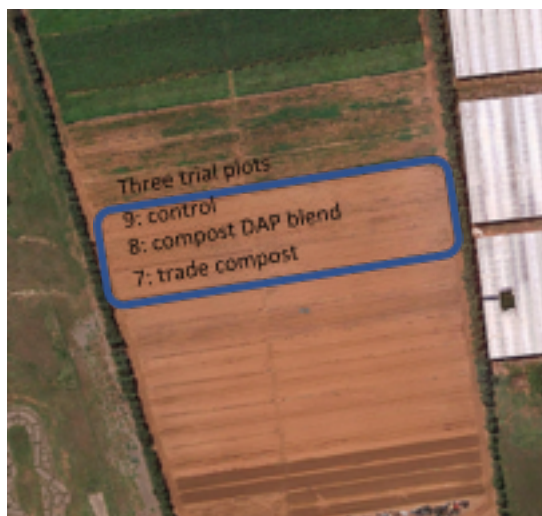 Three trial plots
9: control
8: compost DAP blend
7: trade compost